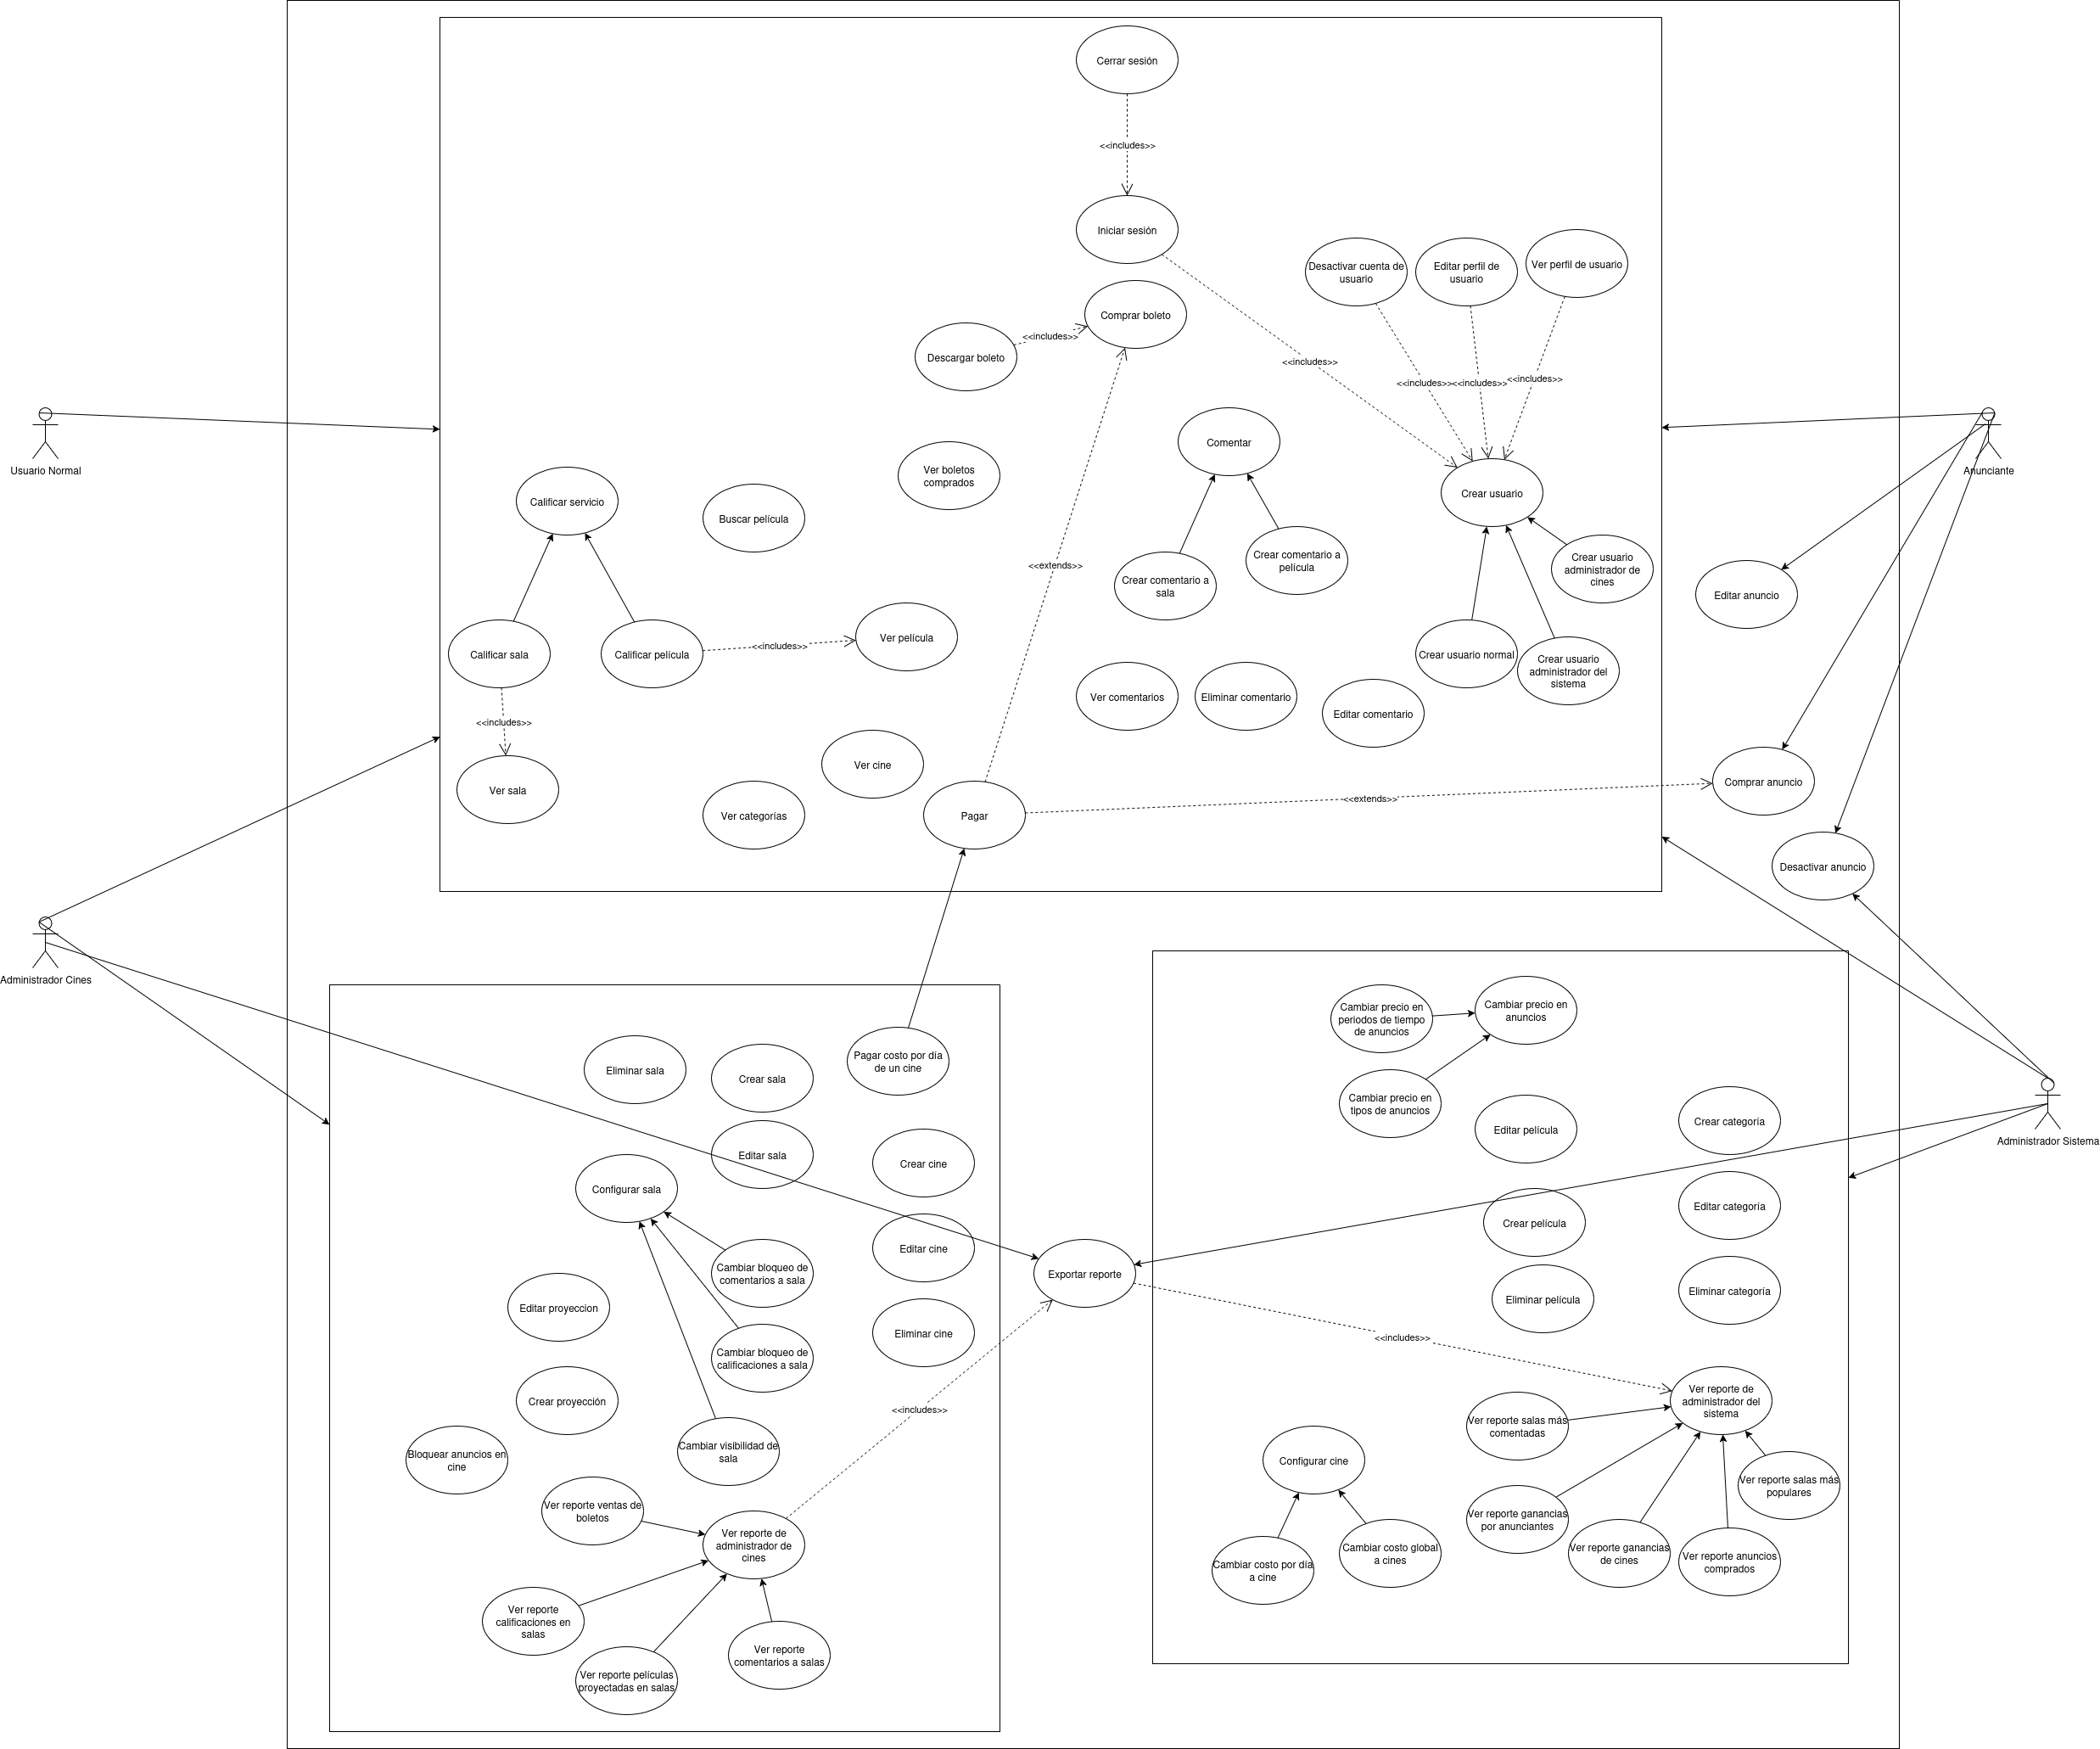 Cerrar sesión
<<includes>>
Iniciar sesión
Desactivar cuenta de
usuario
Editar perfil de
usuario
Ver perfil de usuario
Comprar boleto
<<includes>>
Descargar boleto
<<includes>>
<<includes>>
<<includes>>
<<includes>>
Usuario Normal
Anunciante
Comentar
Ver boletos
comprados
Crear usuario
Calificar servicio
Buscar película
<<extends>>
Crear comentario a
sala
Crear comentario a
película
Crear usuario
administrador de
cines
Editar anuncio
Calificar sala
Calificar película
<<includes>>
Ver película
Crear usuario normal
Crear usuario
administrador del
sistema
Ver comentarios
Eliminar comentario
Editar comentario
<<includes>>
Ver sala
Ver cine
Ver categorías
Pagar
<<extends>>
Comprar anuncio
Desactivar anuncio
Administrador Cines
Administrador Sistema
Eliminar sala
Crear sala
Pagar costo por día
de un cine
Editar sala
Crear cine
Configurar sala
Cambiar bloqueo de
comentarios a sala
Editar cine
Editar proyeccion
Cambiar bloqueo de
calificaciones a sala
Eliminar cine
Crear proyección
Bloquear anuncios en
cine
Cambiar visibilidad de
sala
<<includes>>
Ver reporte ventas de
boletos
Ver reporte de
administrador de
cines
Ver reporte
calificaciones en
salas
Ver reporte películas
proyectadas en salas
Ver reporte
comentarios a salas
Exportar reporte
<<includes>>
Cambiar precio en
periodos de tiempo
de anuncios
Cambiar precio en
anuncios
Cambiar precio en
tipos de anuncios
Editar película
Crear categoría
Crear película
Editar categoría
Eliminar película
Eliminar categoría
Ver reporte de
administrador del
sistema
Ver reporte salas más
comentadas
Configurar cine
Ver reporte salas más
populares
Ver reporte ganancias
por anunciantes
Cambiar costo por día
a cine
Cambiar costo global
a cines
Ver reporte ganancias
de cines
Ver reporte anuncios
comprados